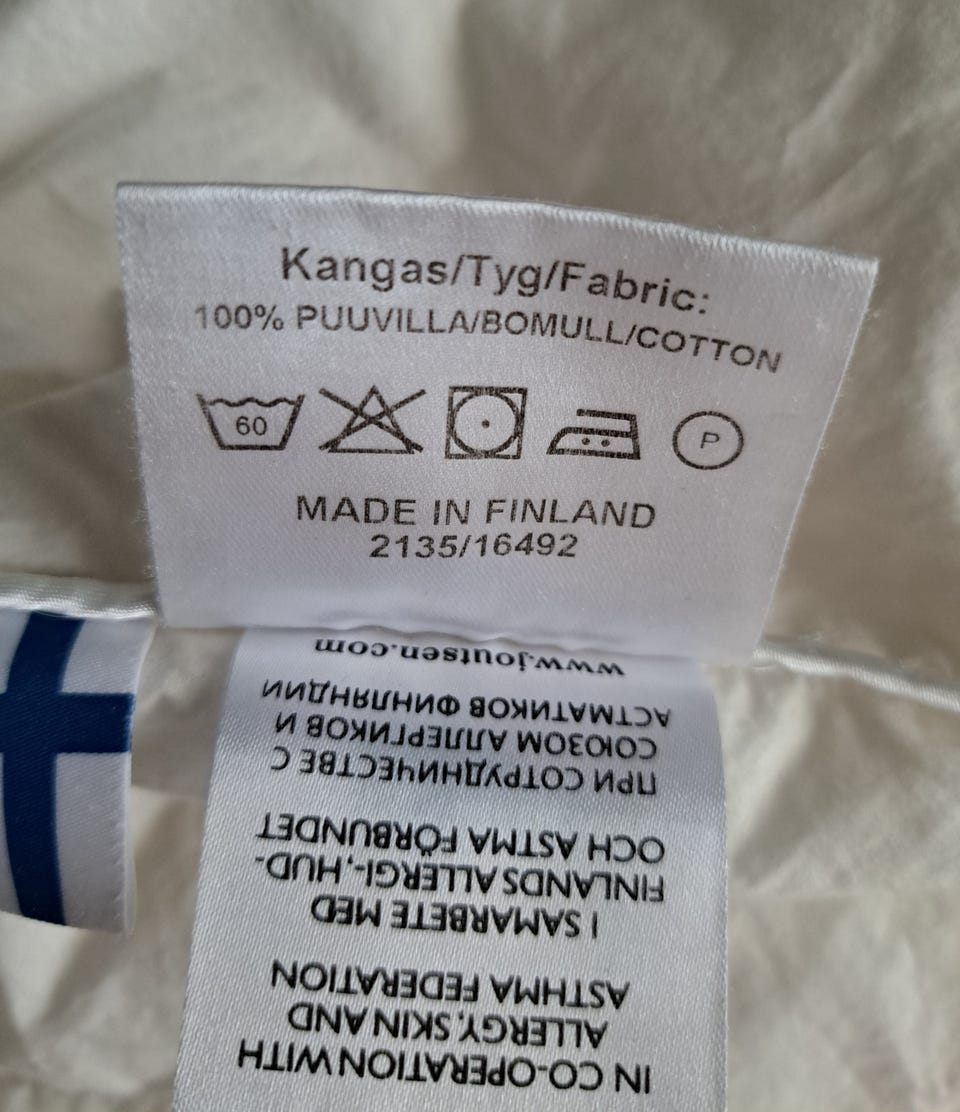 Kangas/Tyg/Fabric:
100% PUUVILLA/BOMULL/COTTON
60 P
MADE IN FINLAND
2135/16492
IN CO-OPERATION WITH
ALLERGY, SKIN AND
ASTHMA FEDERATION
I SAMARBETE MED
FINLANDS ALLERGI-, HUD-
OCH ASTMA FÖRBUNDET
ПРИ СОТРУДНИЧЕСТВЕ С
СОЮЗОМ АЛЛЕРГИКОВ И
АСТМАТИКОВ ФИНЛЯНДИИ
www.joutsen.com